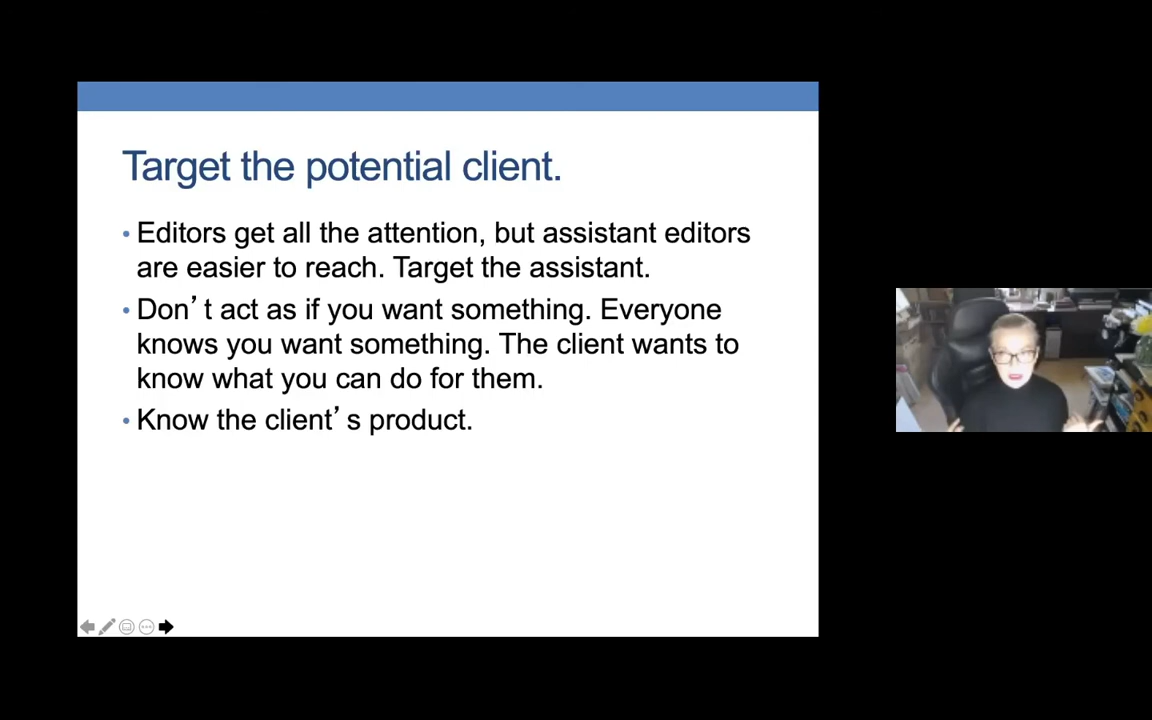 Target the potential client.
• Editors get all the attention, but assistant editors
are easier to reach. Target the assistant.
• Don’t act as if you want something. Everyone
knows you want something. The client wants to
know what you can do for them.
• Know the client’s product.